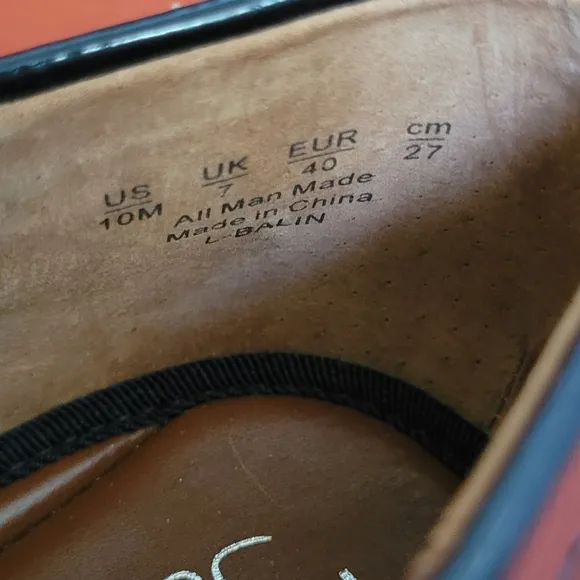 US UK EUR cm
10M 7 40 27
All Man Made
Made in China
L-BALIN